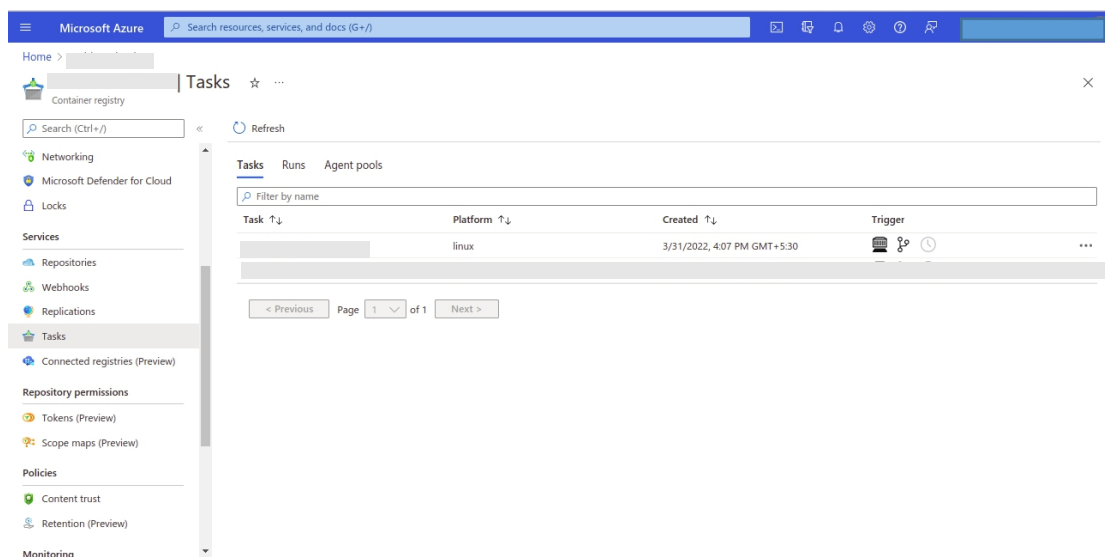 Microsoft Azure
Search resources, services, and docs (G+/)
Home >
| Tasks
Container registry
Search (Ctrl+/)
Refresh
Networking
Microsoft Defender for Cloud
Locks
Services
Repositories
Webhooks
Replications
Tasks
Connected registries (Preview)
Repository permissions
Tokens (Preview)
Scope maps (Preview)
Policies
Content trust
Retention (Preview)
Monitoring
Tasks Runs Agent pools
Filter by name
Task Platform Created Trigger
linux 3/31/2022, 4:07 PM GMT+5:30
< Previous Page 1 of 1 Next >